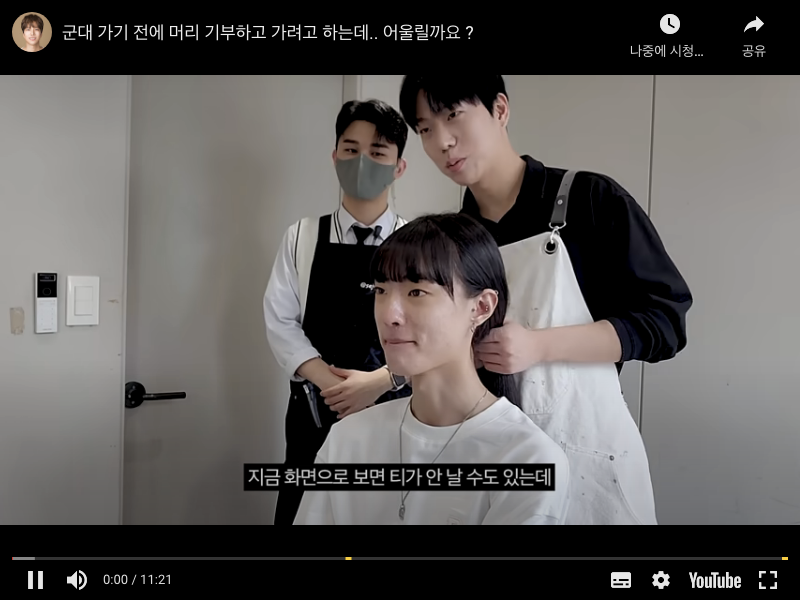 군대 가기 전에 머리 기부하고 가려고 하는데.. 어울릴까요 ?
나중에 시청...
공유
지금 화면으로 보면 티가 안 날 수도 있는데
0:00 / 11:21
YouTube